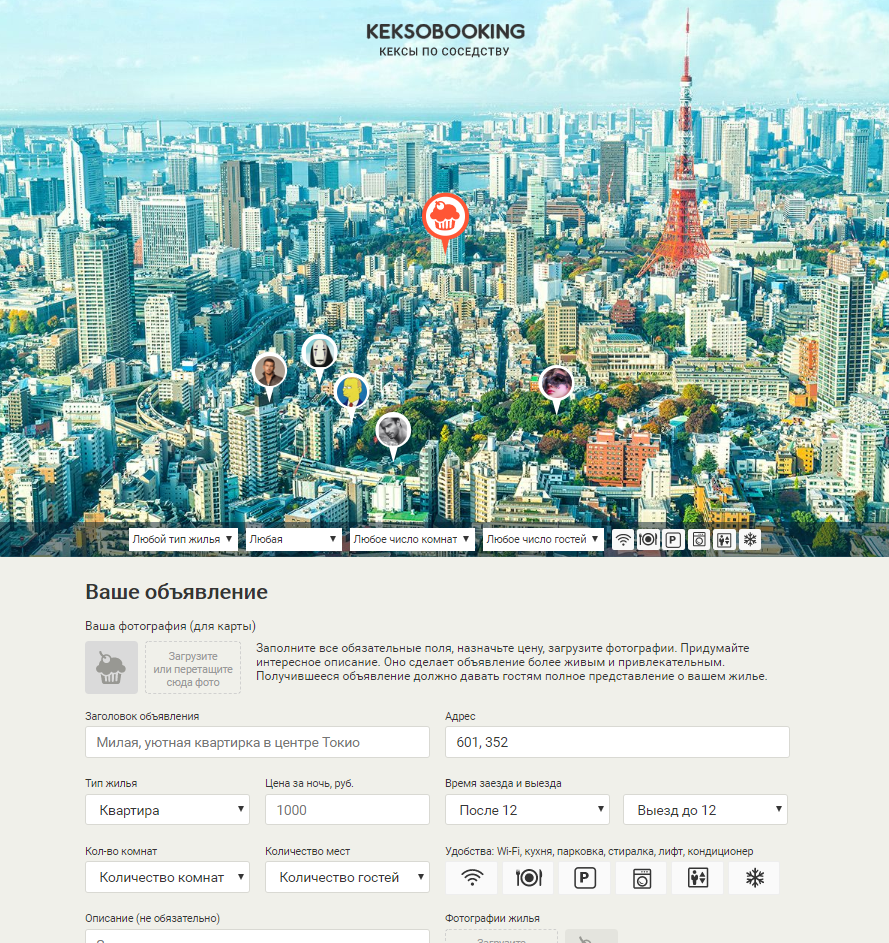 KEKSOBOOKING
КЕКСЫ ПО СОСЕДСТВУ
Любой тип жилья
Любая
Любое число комнат
Любое число гостей
P
Ваше объявление
Ваша фотография (для карты)
Загрузите
или перетащите
сюда фото
Заполните все обязательные поля, назначьте цену, загрузите фотографии. Придумайте
интересное описание. Оно сделает объявление более живым и привлекательным.
Получившееся объявление должно давать гостям полное представление о вашем жилье.
Заголовок объявления
Милая, уютная квартирка в центре Токио
Адрес
601, 352
Тип жилья
Квартира
Цена за ночь, руб.
1000
Время заезда и выезда
После 12
Выезд до 12
Кол-во комнат
Количество комнат
Количество мест
Количество гостей
Удобства: Wi-Fi, кухня, парковка, стиралка, лифт, кондиционер
P
Описание (не обязательно)
Фотографии жилья
Загрузите